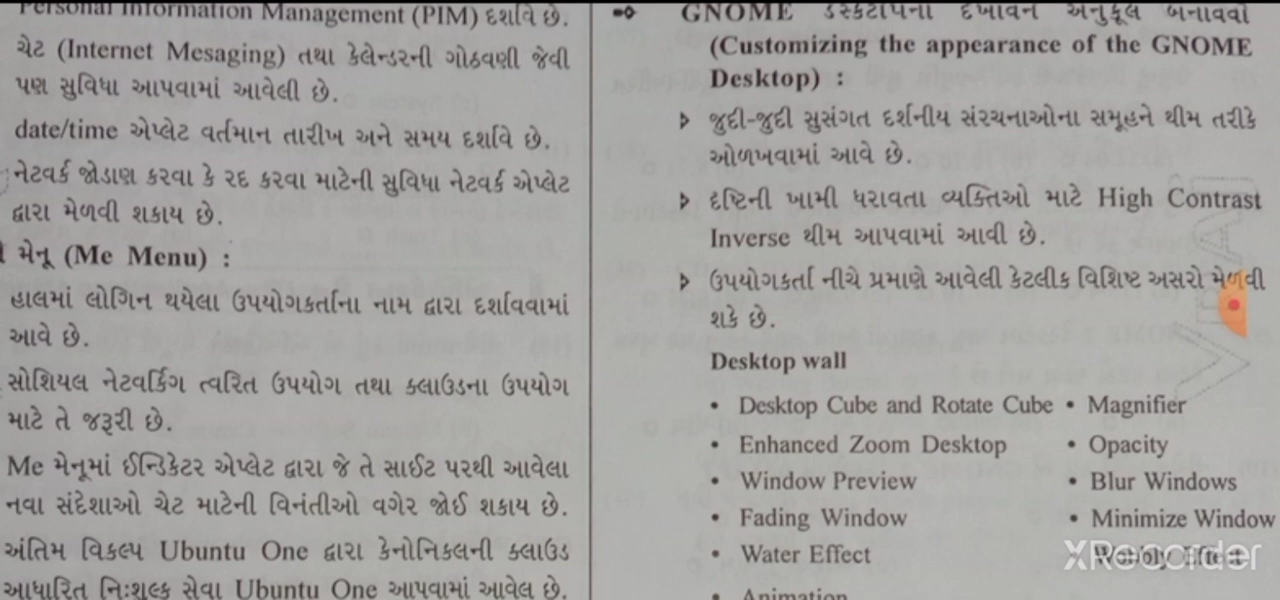 Personal Information Management (PIM) દર્શાવે છે.
ચેટ (Internet Mesaging) તથા કેલેન્ડરની ગોઠવણી જેવી
પણ સુવિધા આપવામાં આવેલી છે.
date/time એપ્લેટ વર્તમાન તારીખ અને સમય દર્શાવે છે.
નેટવર્ક જોડાણ કરવા કે રદ કરવા માટેની સુવિધા નેટવર્ક એપ્લેટ
દ્વારા મેળવી શકાય છે.
મેનૂ (Me Menu) :
હાલમાં લોગિન થયેલા ઉપયોગકર્તાના નામ દ્વારા દર્શાવવામાં
આવે છે.
સોશિયલ નેટવર્કિંગ ત્વરિત ઉપયોગ તથા ક્લાઉડના ઉપયોગ
માટે તે જરૂરી છે.
Me મેનૂમાં ઈન્ડિકેટર એપ્લેટ દ્વારા જે તે સાઈટ પરથી આવેલા
નવા સંદેશાઓ ચેટ માટેની વિનંતીઓ વગેર જોઈ શકાય છે.
અંતિમ વિકલ્પ Ubuntu One દ્વારા કેનોનિકલની ક્લાઉડ
આધારિત નિઃશુલ્ક સેવા Ubuntu One આપવામાં આવેલ છે.
GNOME ડેસ્કટોપના દેખાવને અનુકૂલ બનાવવો
(Customizing the appearance of the GNOME
Desktop) :
જુદી-જુદી સુસંગત દર્શનીય સંરચનાઓના સમૂહને થીમ તરીકે
ઓળખવામાં આવે છે.
દૃષ્ટિની ખામી ધરાવતા વ્યક્તિઓ માટે High Contrast
Inverse થીમ આપવામાં આવી છે.
ઉપયોગકર્તા નીચે પ્રમાણે આવેલી કેટલીક વિશિષ્ટ અસરો મેળવી
શકે છે.
Desktop wall
• Desktop Cube and Rotate Cube • Magnifier
• Enhanced Zoom Desktop • Opacity
• Window Preview • Blur Windows
• Fading Window • Minimize Window
• Water Effect • Wobbly Effect
• Animation
XRecorder